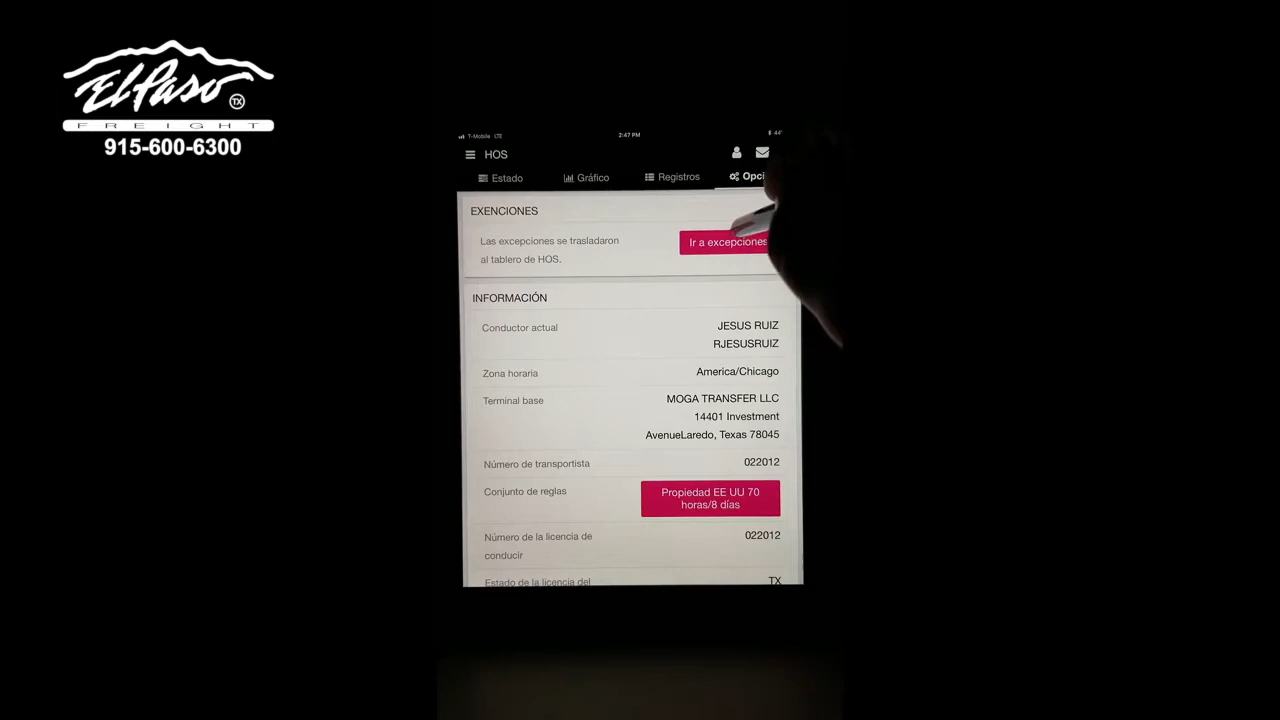 El Paso
TX
FREIGHT
915-600-6300
T-Mobile LTE
2:47 PM
HOS
Estado
Gráfico
Registros
Opci
EXENCIONES
Las excepciones se trasladaron
al tablero de HOS.
Ir a excepciones
INFORMACIÓN
Conductor actual
JESUS RUIZ
RJESUSRUIZ
Zona horaria
America/Chicago
Terminal base
MOGA TRANSFER LLC
14401 Investment
AvenueLaredo, Texas 78045
Número de transportista
022012
Conjunto de reglas
Propiedad EE UU 70
horas/8 días
Número de la licencia de
conducir
022012
Estado de la licencia del
TX